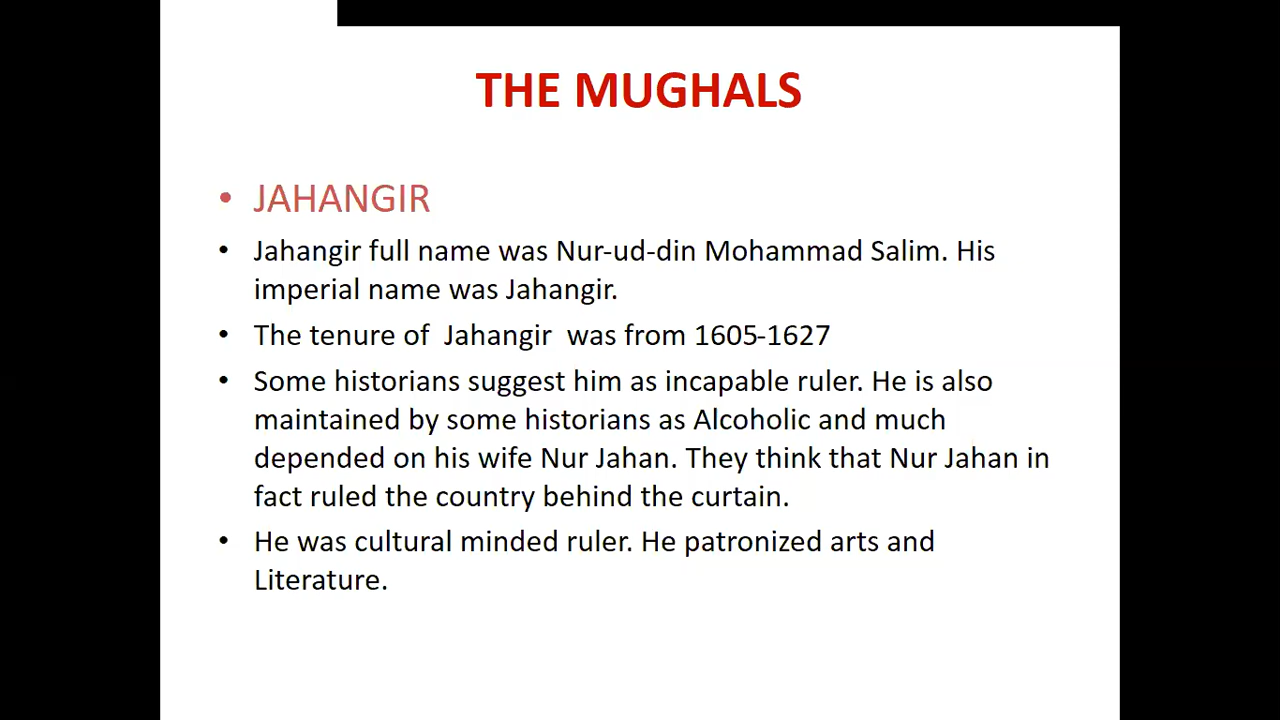 THE MUGHALS
• JAHANGIR
• Jahangir full name was Nur-ud-din Mohammad Salim. His
imperial name was Jahangir.
• The tenure of  Jahangir  was from 1605-1627
• Some historians suggest him as incapable ruler. He is also
maintained by some historians as Alcoholic and much
depended on his wife Nur Jahan. They think that Nur Jahan in
fact ruled the country behind the curtain.
• He was cultural minded ruler. He patronized arts and
Literature.